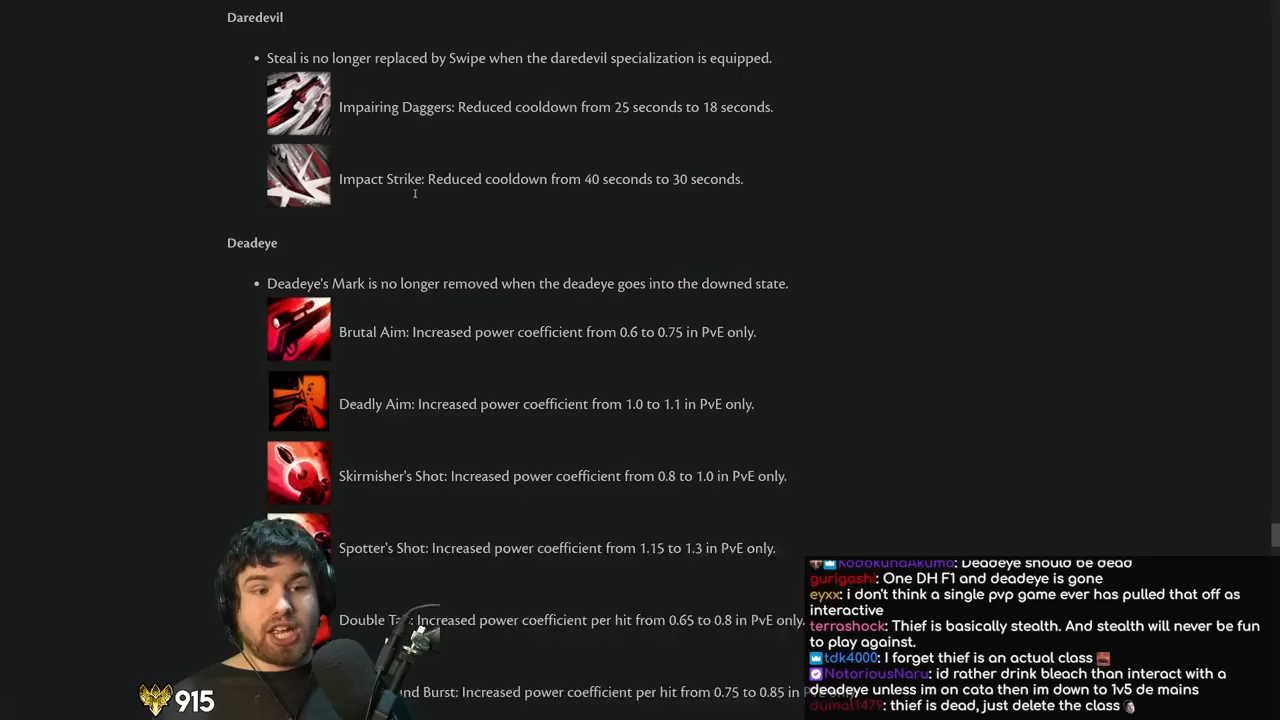 Daredevil
• Steal is no longer replaced by Swipe when the daredevil specialization is equipped.
Impairing Daggers: Reduced cooldown from 25 seconds to 18 seconds.
Impact Strike: Reduced cooldown from 40 seconds to 30 seconds.
Deadeye
• Deadeye's Mark is no longer removed when the deadeye goes into the downed state.
Brutal Aim: Increased power coefficient from 0.6 to 0.75 in PvE only.
Deadly Aim: Increased power coefficient from 1.0 to 1.1 in PvE only.
Skirmisher's Shot: Increased power coefficient from 0.8 to 1.0 in PvE only.
Spotter's Shot: Increased power coefficient from 1.15 to 1.3 in PvE only.
Double Increased power coefficient per hit from 0.65 to 0.8 in PvE only.
Burst: Increased power coefficient per hit from 0.75 to 0.85 in
915
KodokunaAkuma: Deadeye should be dead
gurigashi: One DH F1 and deadeye is gone
eyxx: i don't think a single pvp game ever has pulled that off as
interactive
terrashock: Thief is basically stealth. And stealth will never be fun
to play against.
tdk4000: I forget thief is an actual class
NotoriousNaru: id rather drink bleach than interact with a
deadeye unless im on cata then im down to 1v5 de mains
thief is dead, just delete the class